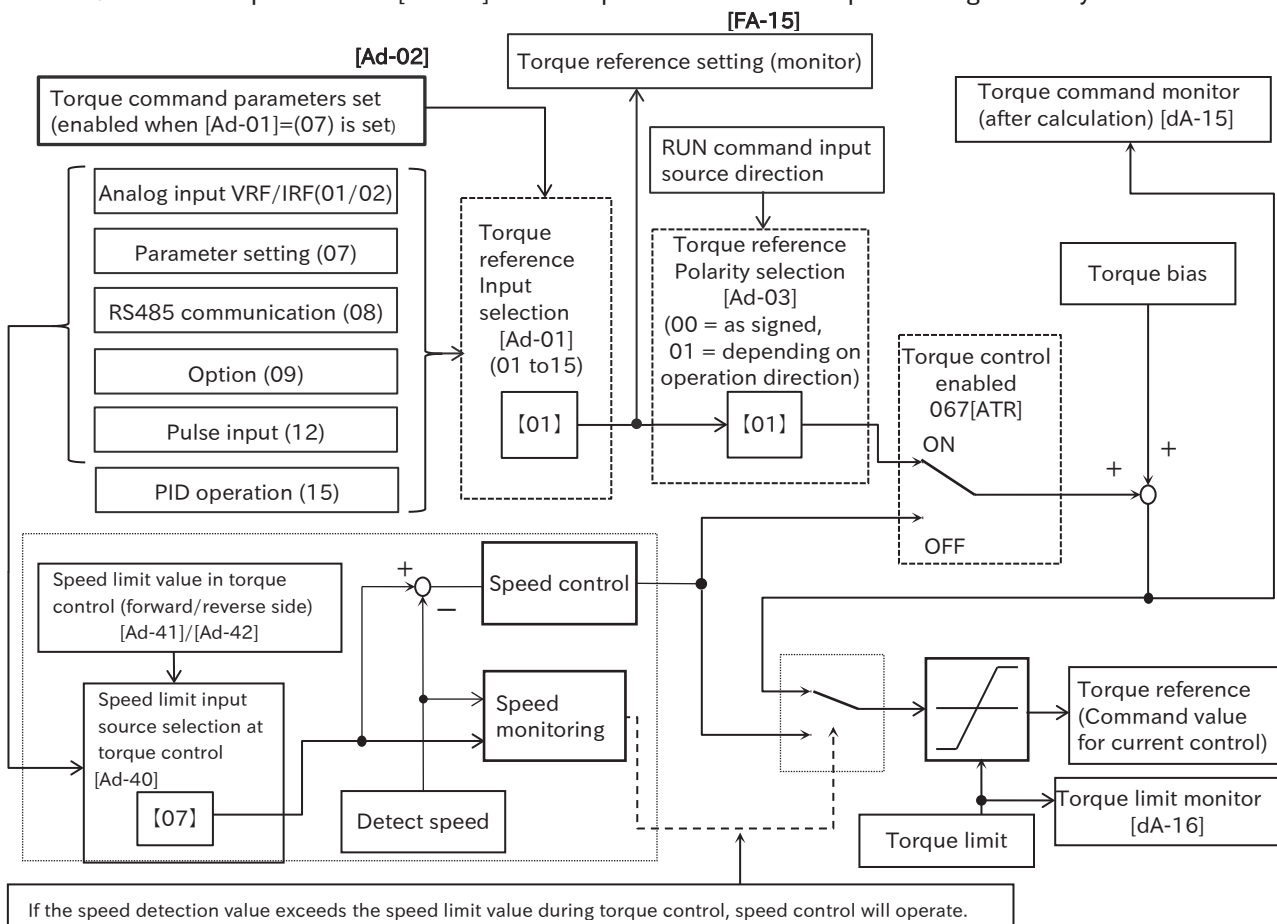 [FA-15]
[Ad-02]
Torque reference setting (monitor)
Torque command parameters set
(enabled when [Ad-01]=(07) is set)
Torque command monitor
(after calculation) [dA-15]
RUN command input
source direction
Analog input VRF/IRF(01/02)
Parameter setting (07)
RS485 communication (08)
Option (09)
Pulse input (12)
PID operation (15)
Torque
reference
Input
selection
[Ad-01]
(01 to15)
【01】
Torque reference
Polarity selection
[Ad-03]
(00 = as signed,
01 = depending on
operation direction)
【01】
Torque bias
Torque control
enabled
067[ATR]
ON
OFF
+
+
Speed limit value in torque
control (forward/reverse side)
[Ad-41]/[Ad-42]
+
−
Speed control
Speed limit input
source selection at
torque control
[Ad-40]
【07】
Speed
monitoring
Detect speed
Torque reference
(Command value
for current control)
Torque limit monitor
[dA-16]
Torque limit
If the speed detection value exceeds the speed limit value during torque control, speed control will operate.